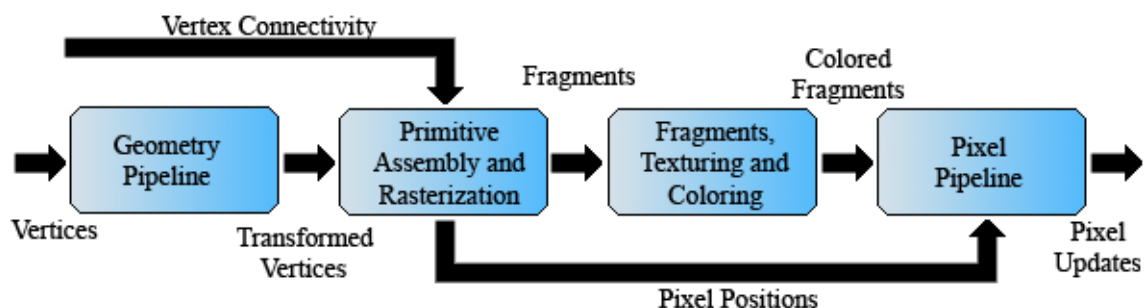 Vertex Connectivity
Fragments
Colored
Fragments
Geometry
Pipeline
Primitive
Assembly and
Rasterization
Fragments,
Texturing and
Coloring
Pixel
Pipeline
Vertices
Transformed
Vertices
Pixel
Updates
Pixel Positions